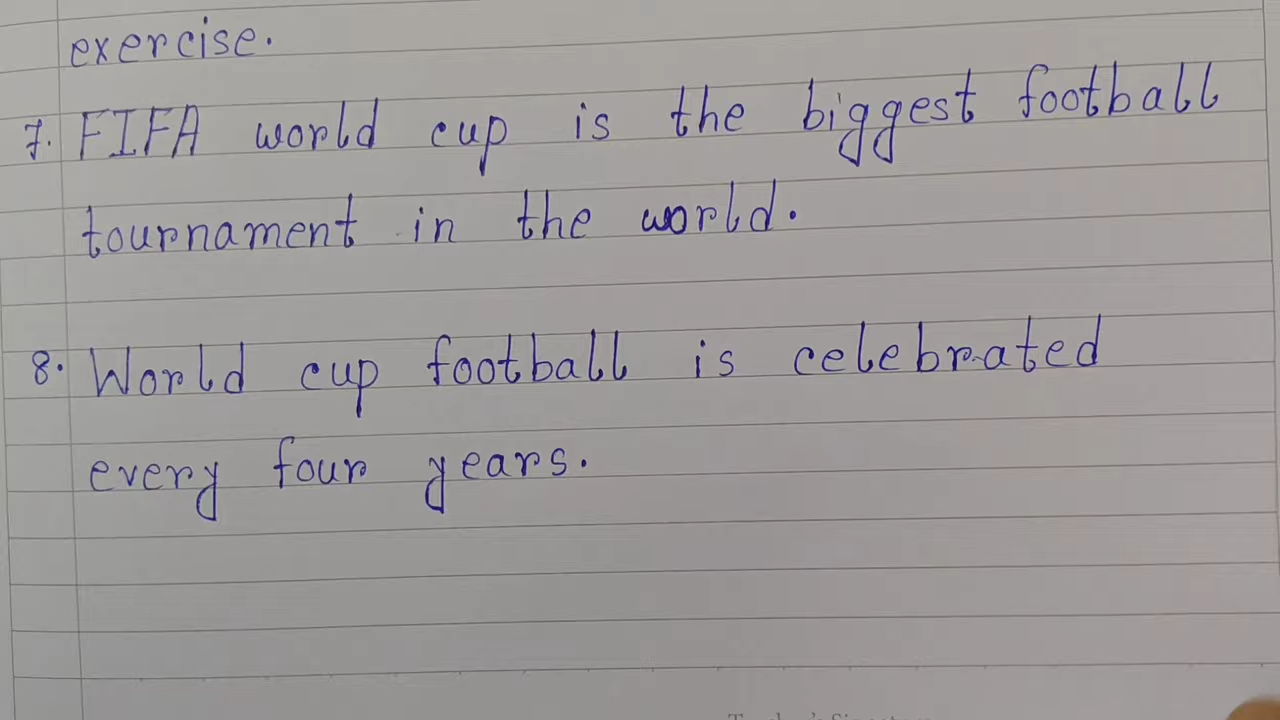 exercise.
7. FIFA world cup is the biggest football
tournament in the world.
8. World cup football is celebrated
every four years.